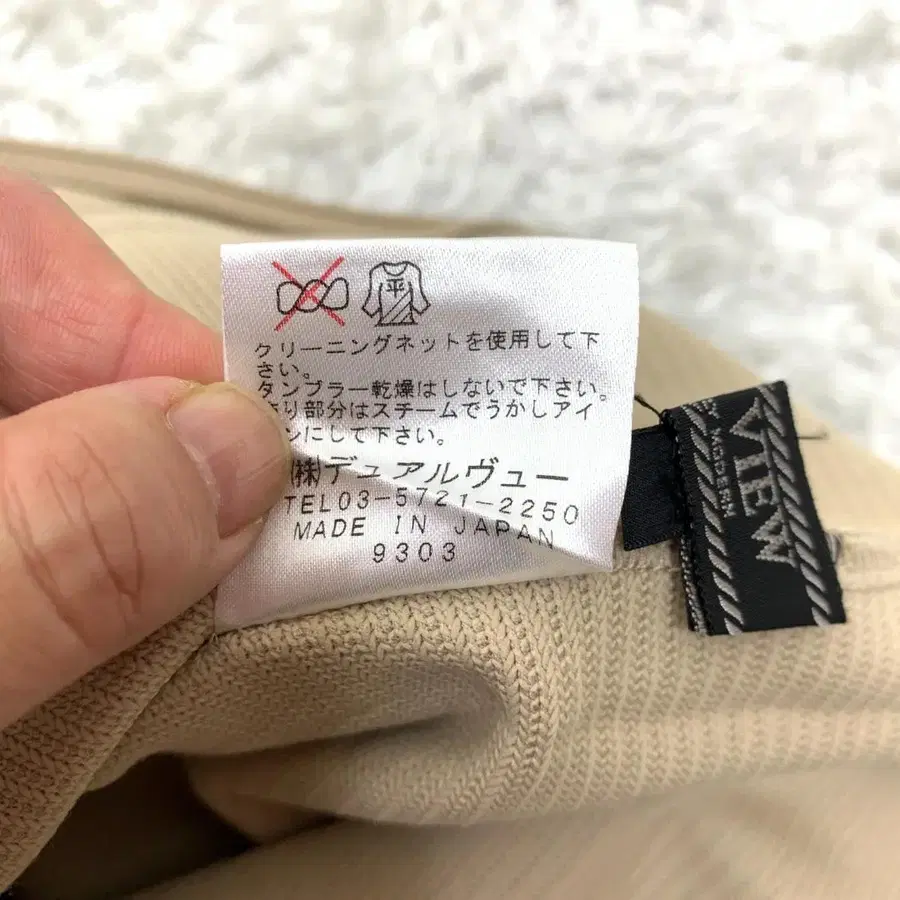 平
クリーニングネットを使用して下
さい。
タンブラー乾燥はしないで下さい。
り部分はスチームでうかしアイ
ンにして下さい。
㈱デュアルヴュー
TEL03-5721-2250
MADE IN JAPAN
9303
VIEW
MODERN